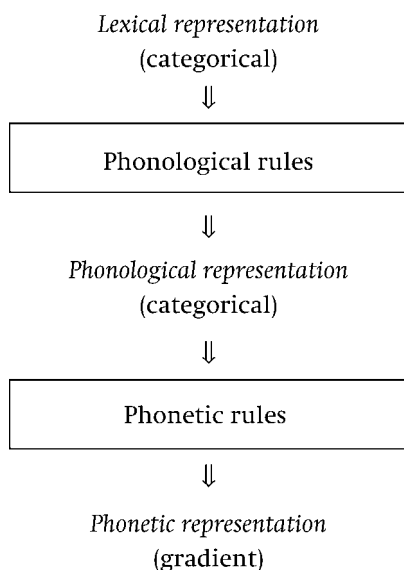 Lexical representation
(categorical)
⇓
Phonological rules
⇓
Phonological representation
(categorical)
⇓
Phonetic rules
⇓
Phonetic representation
(gradient)